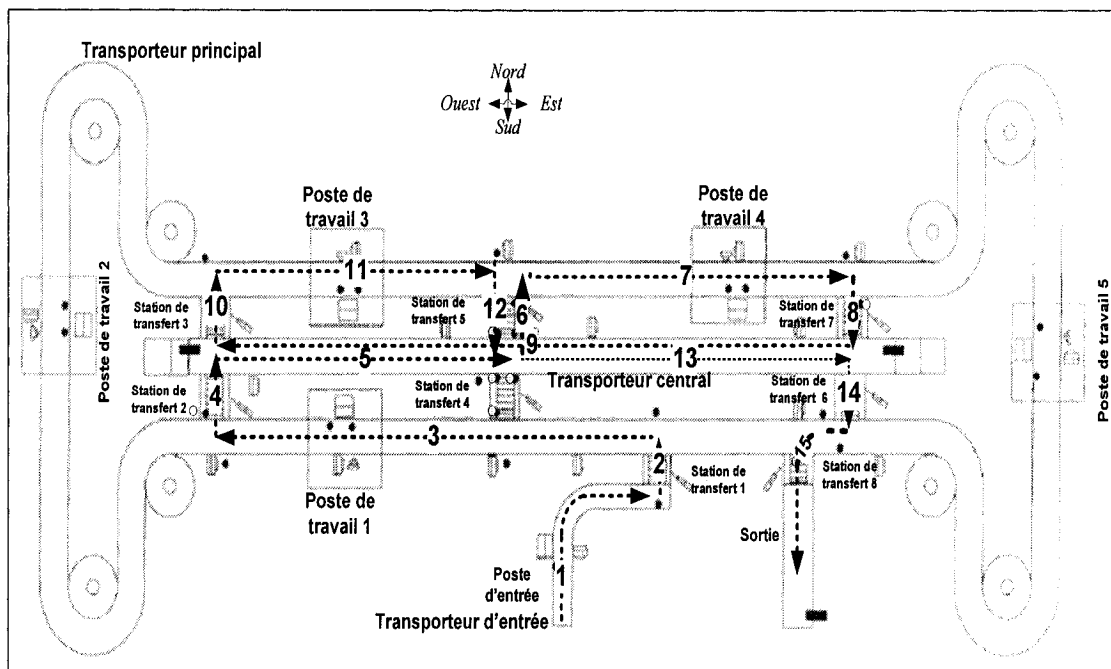 Transporteur principal
Nord
Ouest
Est
Sud
Poste de
travail 3
Poste de
travail 4
Poste de travail 2
Poste de travail 5
11
7
10
Station de
transfert 3
Station de
transfert 5
12
6
Station de
transfert 7
8
9
5
13
Transporteur central
4
Station de
transfert 2
Station de
transfert 4
Station de
transfert 6
14
3
15
2
Station de
transfert 1
Station de
transfert 8
Poste de
travail 1
Sortie
1
Poste
d'entrée
Transporteur d'entrée